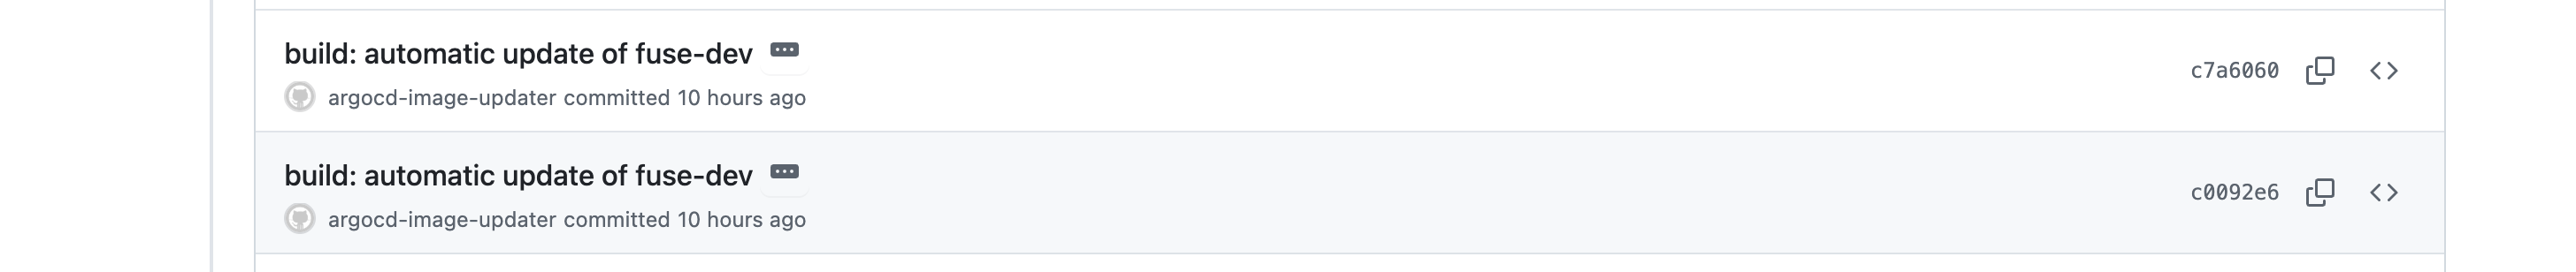 build: automatic update of fuse-dev
argocd-image-updater committed 10 hours ago
c7a6060
build: automatic update of fuse-dev
argocd-image-updater committed 10 hours ago
c0092e6